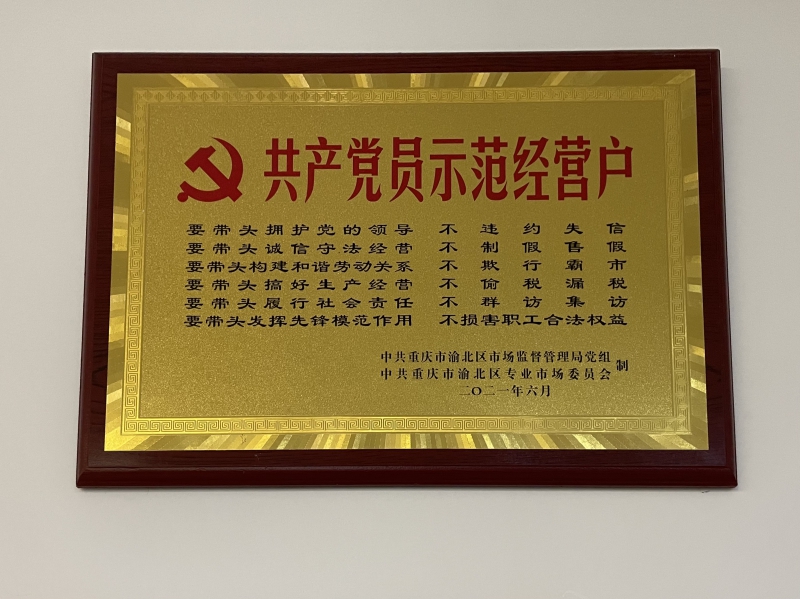 共产党员示范经营户
要带头拥护党的领导 不违约失信
要带头诚信守法经营 不制假售假
要带头构建和谐劳动关系 不欺行霸市
要带头搞好生产经营 不偷税漏税
要带头履行社会责任 不群访集访
要带头发挥先锋模范作用 不损害职工合法权益
中共重庆市渝北区市场监督管理局党组
中共重庆市渝北区专业市场委员会
制
二〇二一年六月